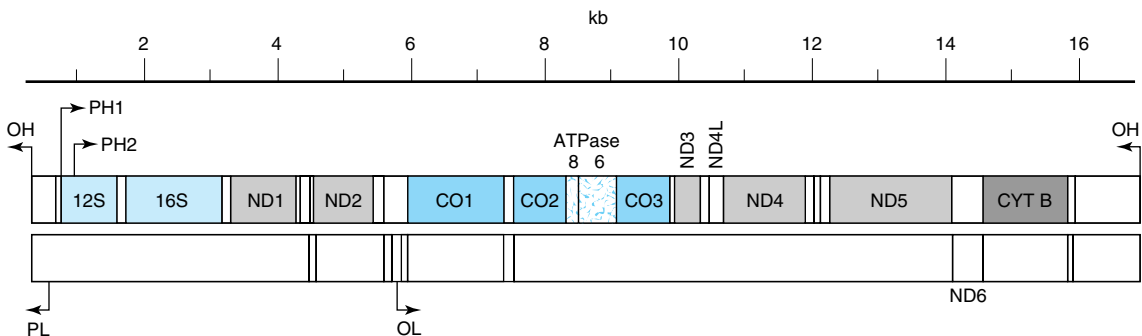 kb
2 4 6 8 10 12 14 16
PH1
OH PH2 ATPase ND3 ND4L OH
8 6
12S 16S ND1 ND2 CO1 CO2 CO3 ND4 ND5 CYT B
ND6
PL OL